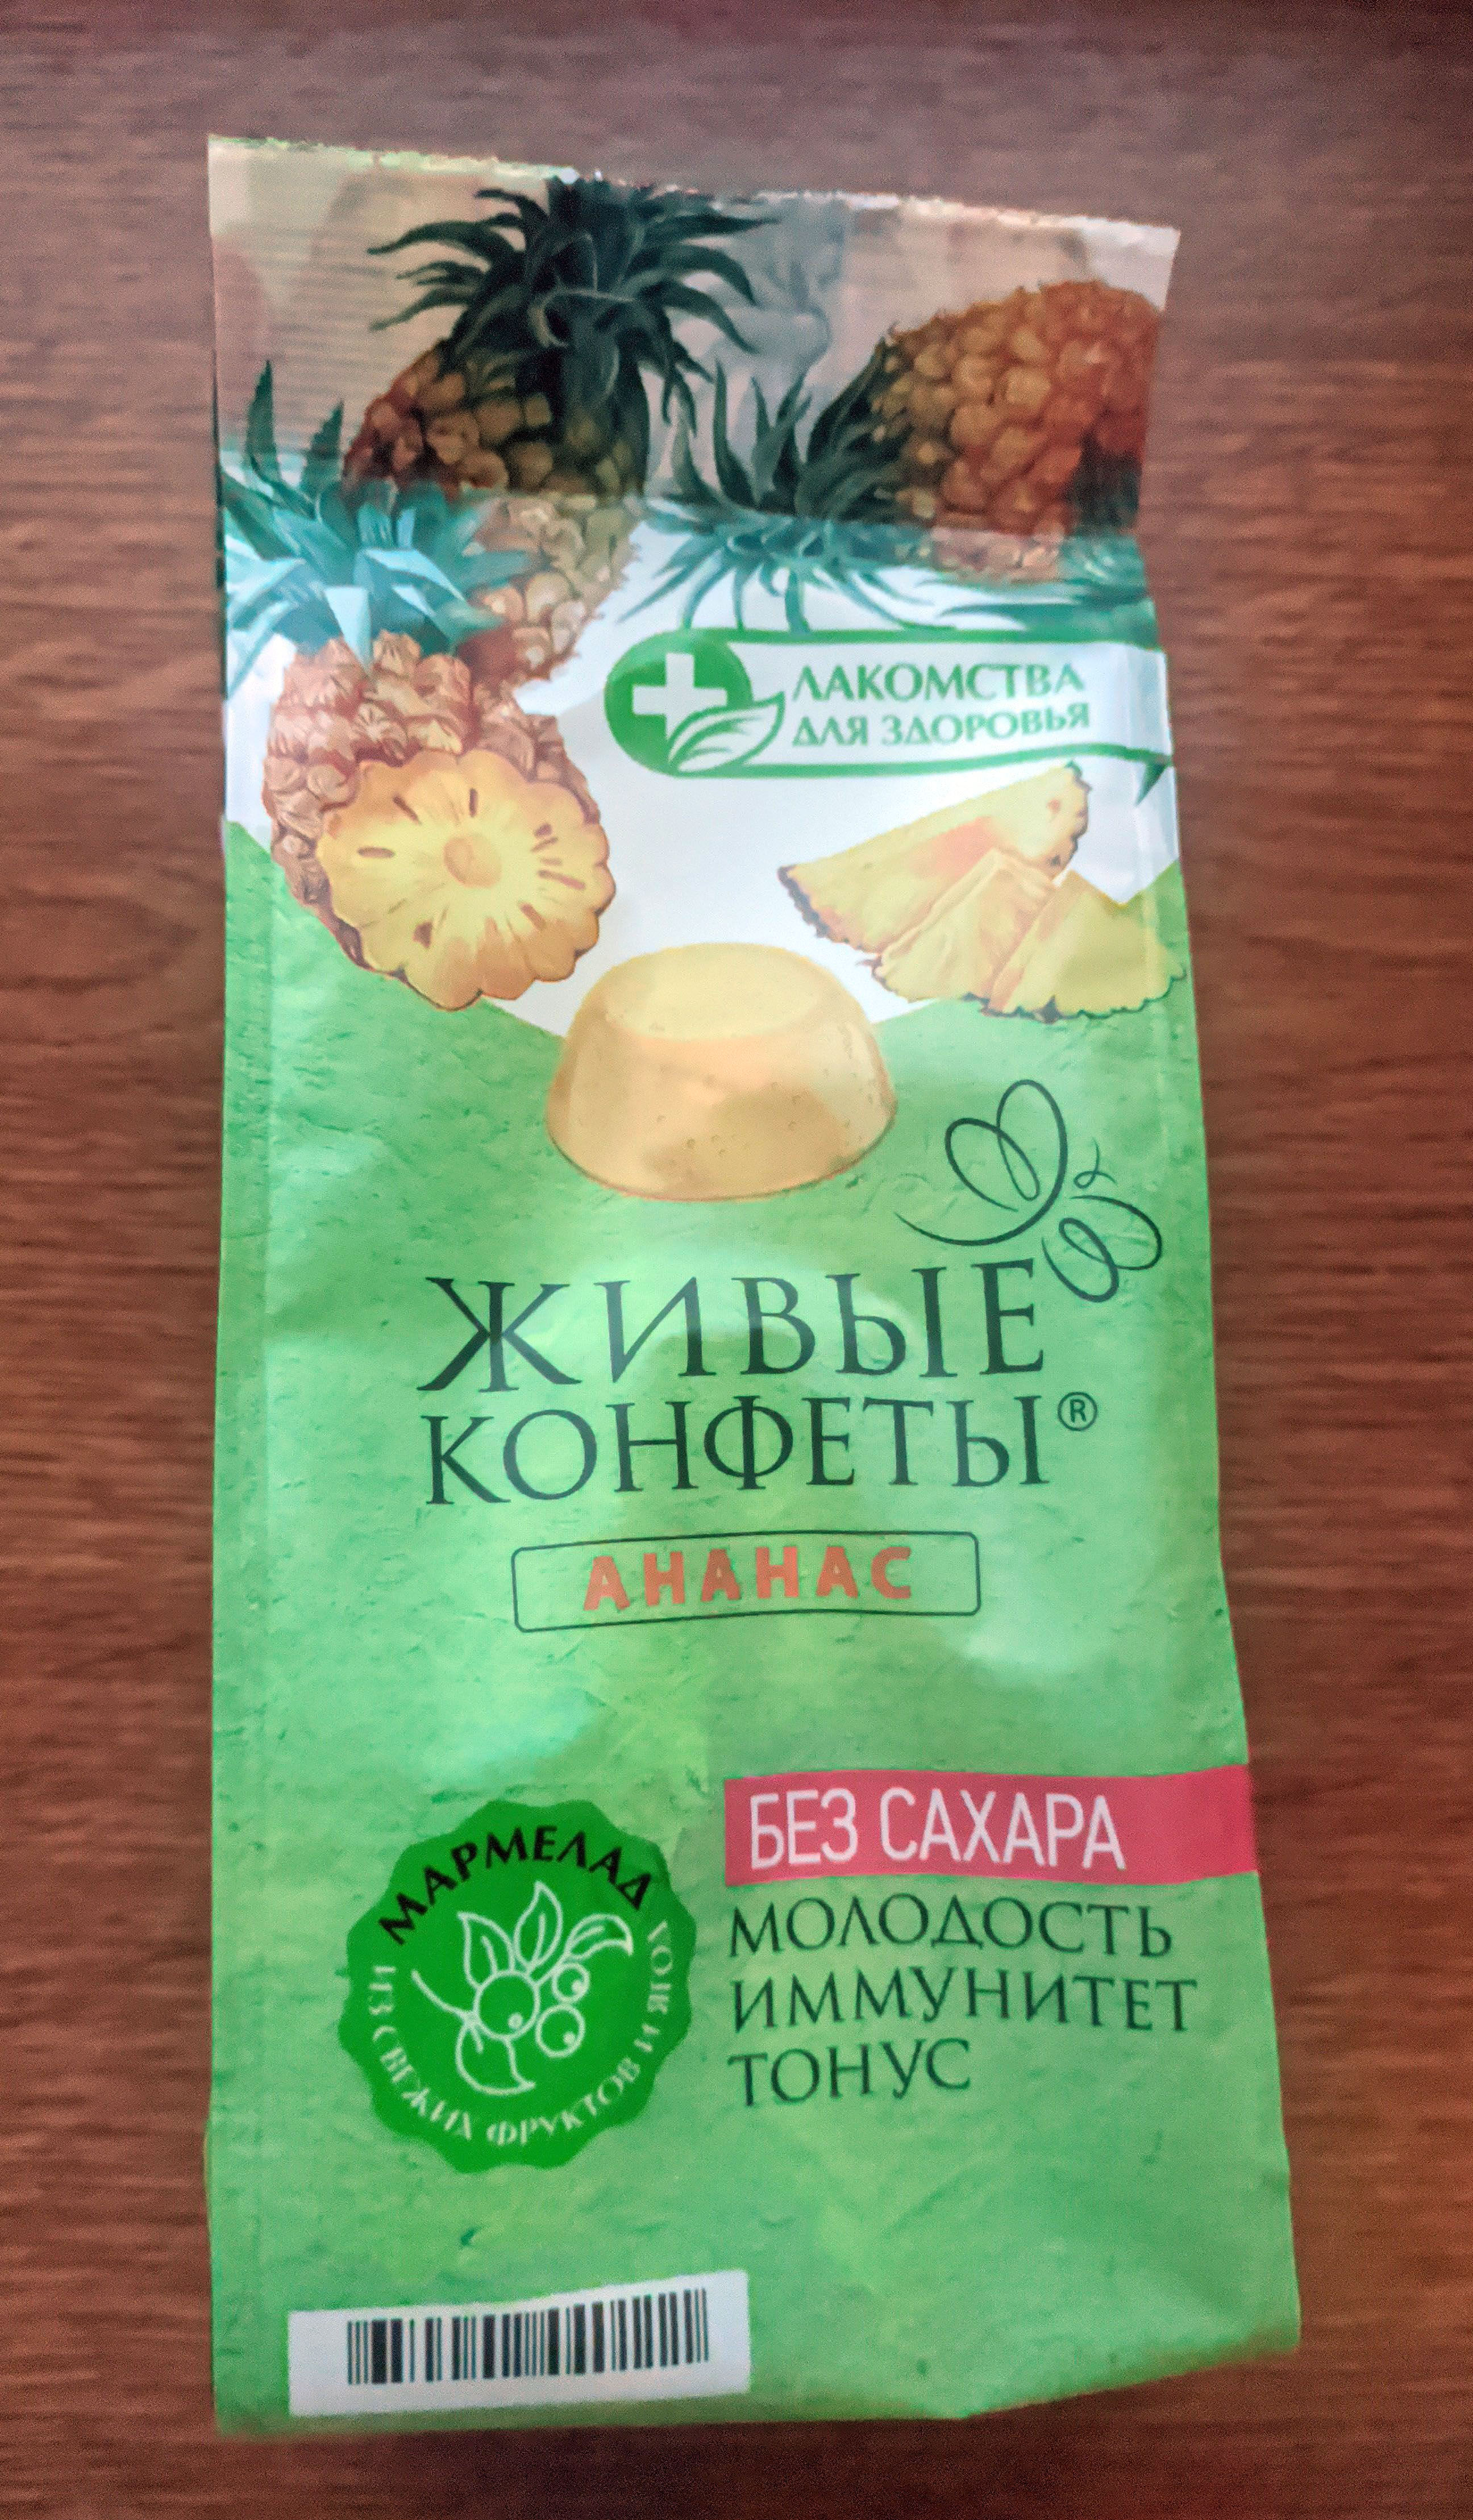 ЛАКОМСТВА
ДЛЯ ЗДОРОВЬЯ
ЖИВЫЕ
КОНФЕТЫ®
АНАНАС
БЕЗ САХАРА
МОЛОДОСТЬ
ИММУНИТЕТ
ТОНУС
МАРМЕЛАД
ИЗ СВЕЖИХ ФРУКТОВ И ЯГОД